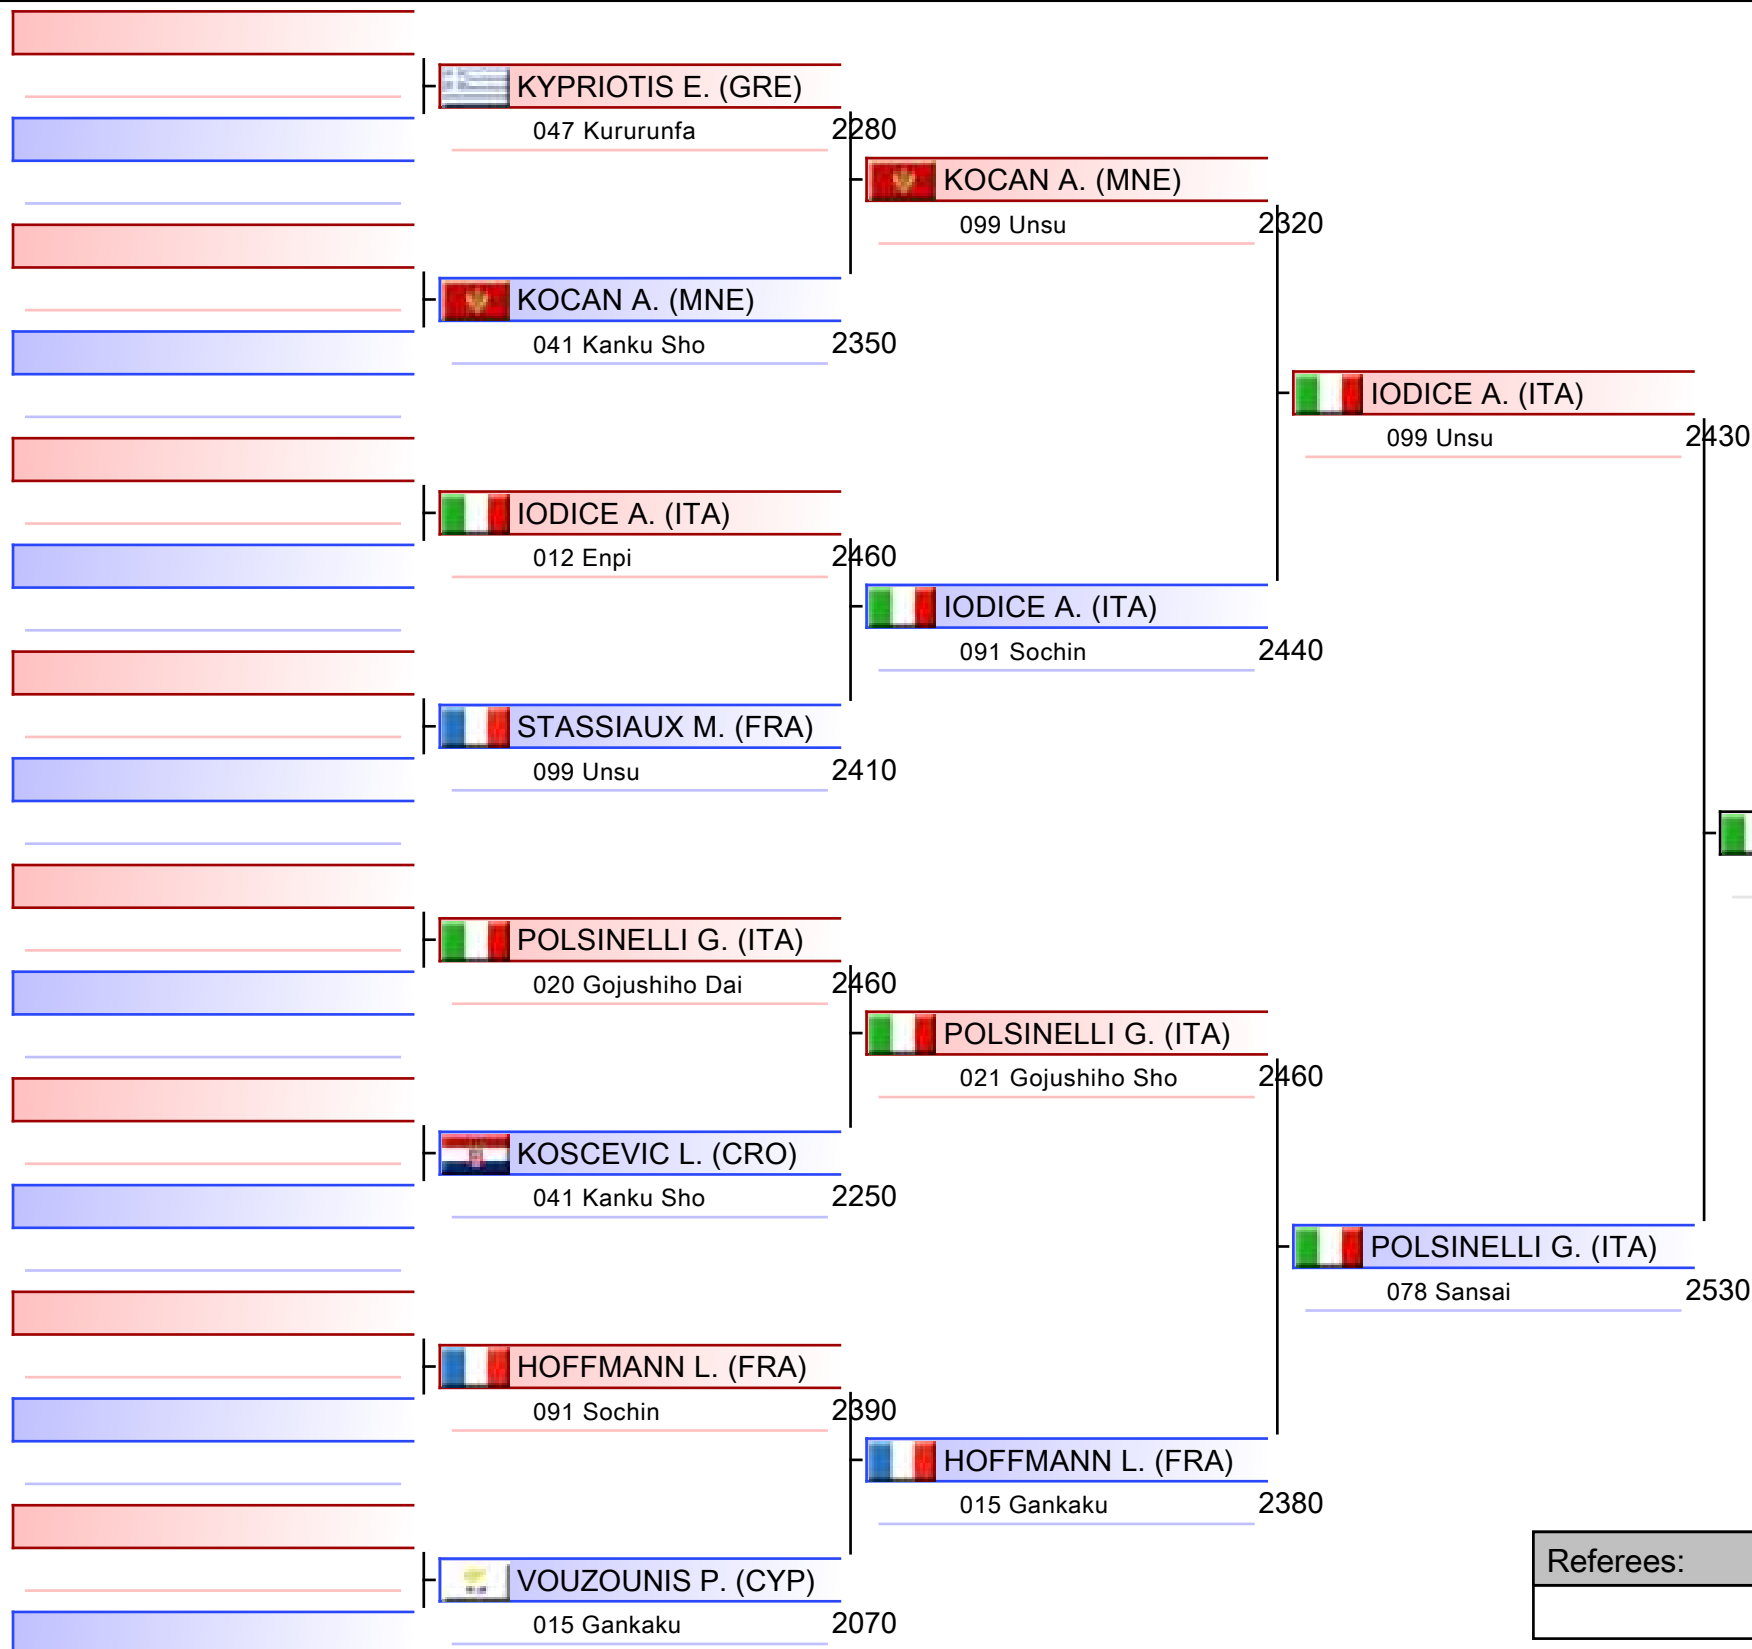 KYPRIOTIS E. (GRE)
047 Kururunfa 2280
KOCAN A. (MNE)
099 Unsu 2320
KOCAN A. (MNE)
041 Kanku Sho 2350
IODICE A. (ITA)
099 Unsu 2430
IODICE A. (ITA)
012 Enpi 2460
IODICE A. (ITA)
091 Sochin 2440
STASSIAUX M. (FRA)
099 Unsu 2410
POLSINELLI G. (ITA)
020 Gojushiho Dai 2460
POLSINELLI G. (ITA)
021 Gojushiho Sho 2460
KOSCEVIC L. (CRO)
041 Kanku Sho 2250
POLSINELLI G. (ITA)
078 Sansai 2530
HOFFMANN L. (FRA)
091 Sochin 2390
HOFFMANN L. (FRA)
015 Gankaku 2380
VOUZOUNIS P. (CYP)
015 Gankaku 2070
Referees: